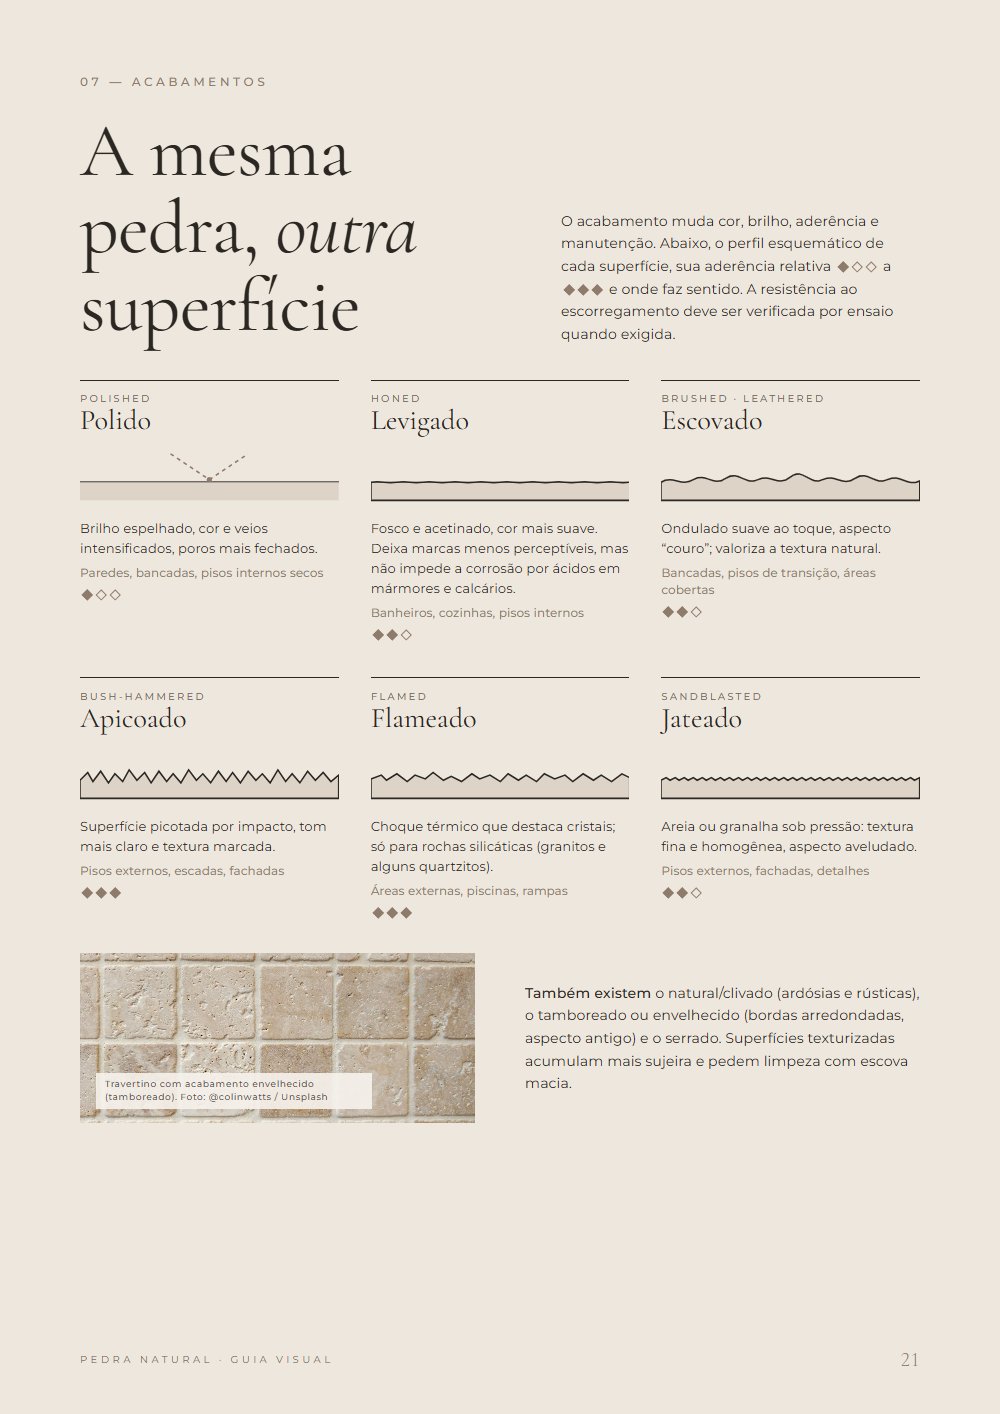 07 — ACABAMENTOS
A mesma
pedra, outra
superfície
O acabamento muda cor, brilho, aderência e
manutenção. Abaixo, o perfil esquemático de
cada superfície, sua aderência relativa ◆◇◇ a
◆◆◆ e onde faz sentido. A resistência ao
escorregamento deve ser verificada por ensaio
quando exigida.
POLISHED
Polido
Brilho espelhado, cor e veios
intensificados, poros mais fechados.
Paredes, bancadas, pisos internos secos
◆◇◇
HONED
Levigado
Fosco e acetinado, cor mais suave.
Deixa marcas menos perceptíveis, mas
não impede a corrosão por ácidos em
mármores e calcários.
Banheiros, cozinhas, pisos internos
◆◆◇
BRUSHED · LEATHERED
Escovado
Ondulado suave ao toque, aspecto
“couro”; valoriza a textura natural.
Bancadas, pisos de transição, áreas
cobertas
◆◆◇
BUSH-HAMMERED
Apicoado
Superfície picotada por impacto, tom
mais claro e textura marcada.
Pisos externos, escadas, fachadas
◆◆◆
FLAMED
Flameado
Choque térmico que destaca cristais;
só para rochas silicáticas (granitos e
alguns quartzitos).
Áreas externas, piscinas, rampas
◆◆◆
SANDBLASTED
Jateado
Areia ou granalha sob pressão: textura
fina e homogênea, aspecto aveludado.
Pisos externos, fachadas, detalhes
◆◆◇
Travertino com acabamento envelhecido
(tamboreado). Foto: @colinwatts / Unsplash
Também existem o natural/clivado (ardósias e rústicas),
o tamboreado ou envelhecido (bordas arredondadas,
aspecto antigo) e o serrado. Superfícies texturizadas
acumulam mais sujeira e pedem limpeza com escova
macia.
PEDRA NATURAL · GUIA VISUAL
21